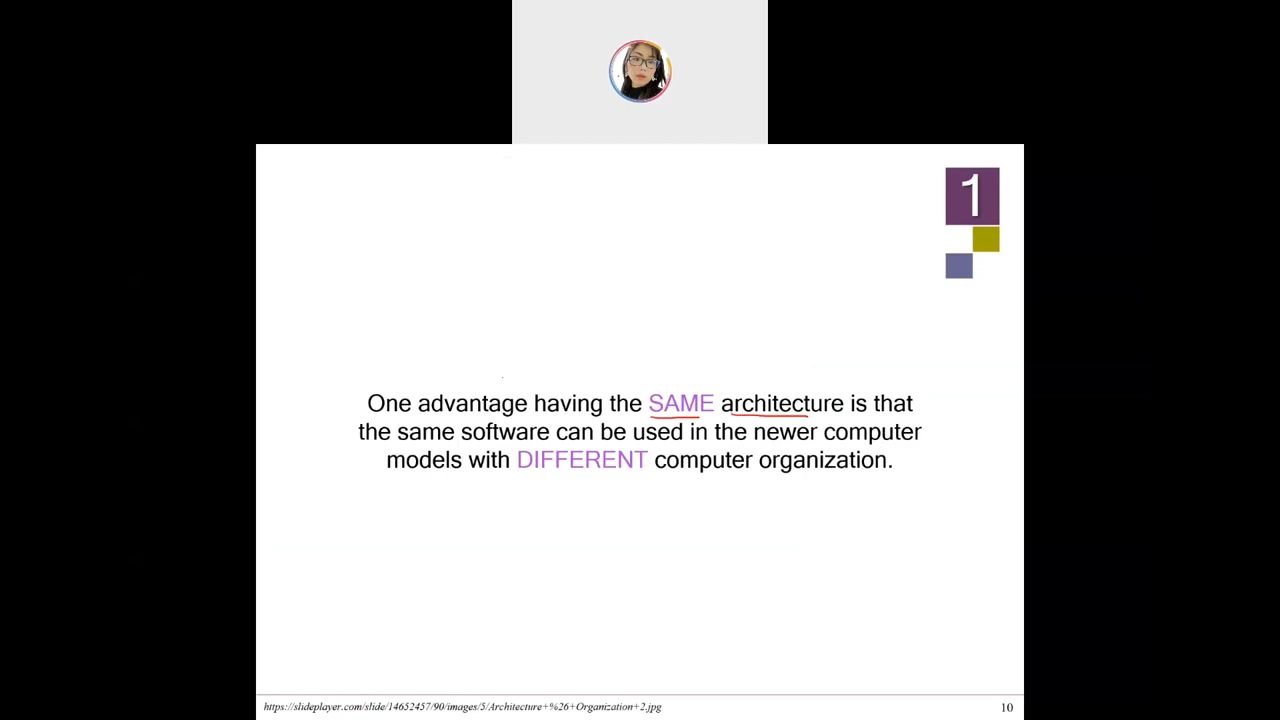 1
One advantage having the SAME architecture is that
the same software can be used in the newer computer
models with DIFFERENT computer organization.
https://slideplayer.com/slide/14652457/90/images/5/Architecture+%26+Organization+2.jpg
10